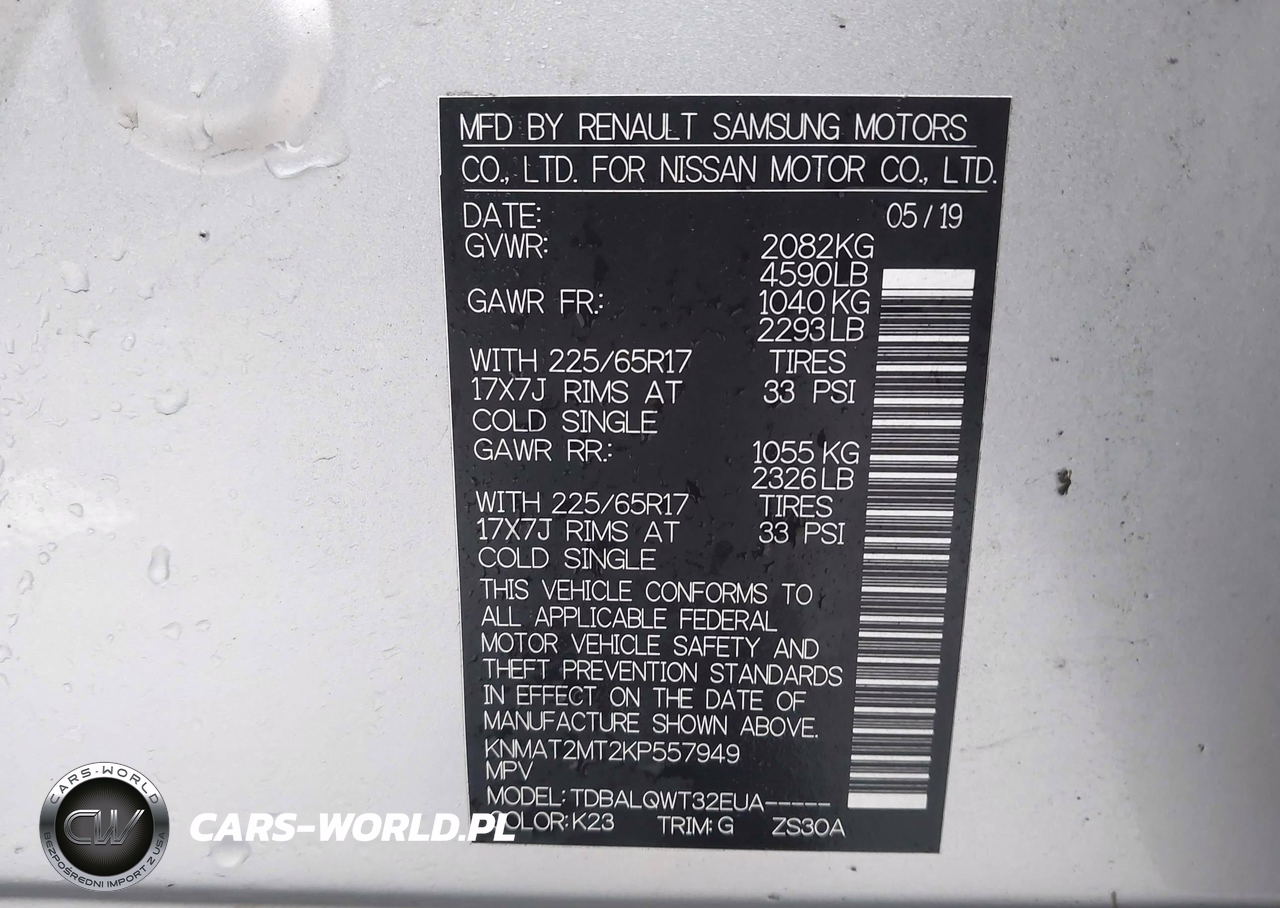 MFD BY RENAULT SAMSUNG MOTORS
CO., LTD. FOR NISSAN MOTOR CO., LTD.
DATE: 05 / 19
GVWR: 2082KG
4590LB
GAWR FR.: 1040 KG
2293LB
WITH 225/65R17 TIRES
17X7J RIMS AT 33 PSI
COLD SINGLE
GAWR RR.: 1055 KG
2326LB
WITH 225/65R17 TIRES
17X7J RIMS AT 33 PSI
COLD SINGLE
THIS VEHICLE CONFORMS TO
ALL APPLICABLE FEDERAL
MOTOR VEHICLE SAFETY AND
THEFT PREVENTION STANDARDS
IN EFFECT ON THE DATE OF
MANUFACTURE SHOWN ABOVE.
KNMAT2MT2KP557949
MPV
MODEL: TDBALQWT32EUA-----
COLOR: K23 TRIM: G ZS30A
CARS-WORLD
CW
BEZPOŚREDNI IMPORT Z USA
CARS-WORLD.PL